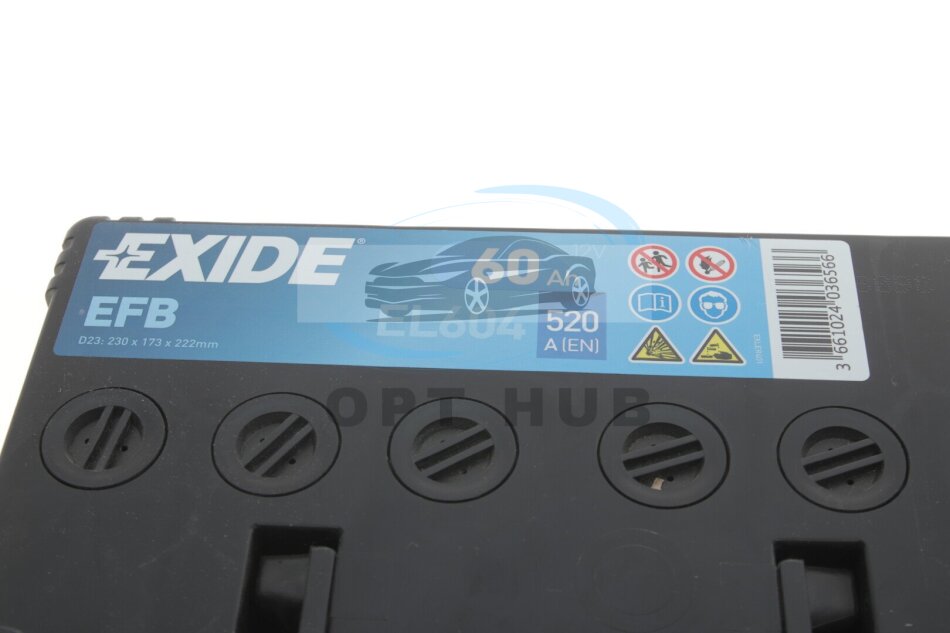 EXIDE®
EFB
D23: 230 x 173 x 222mm
60 Ah
12V
EL604
520
A (EN)
3 661024 036566
OPT HUB